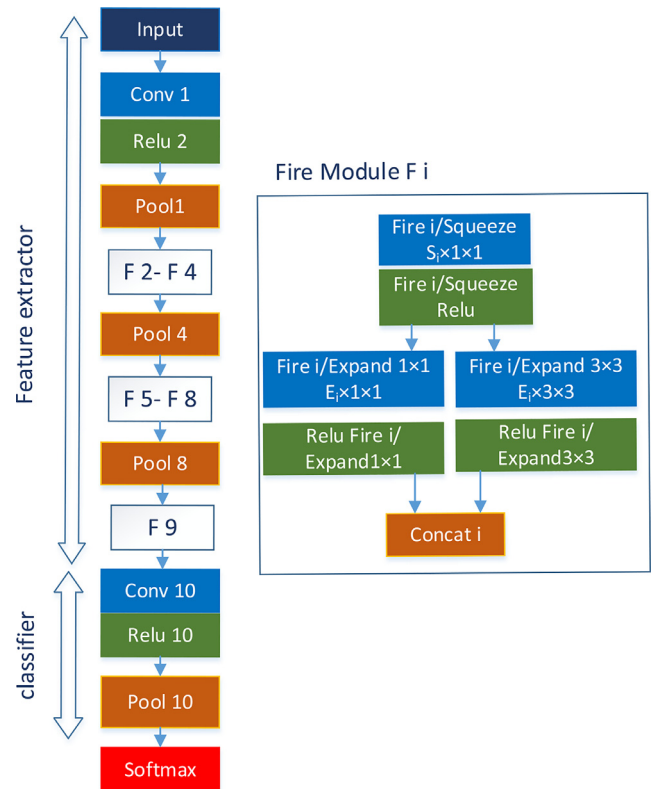 Input
Conv 1
Relu 2
Pool1
F 2- F 4
Pool 4
F 5- F 8
Pool 8
F 9
Conv 10
Relu 10
Pool 10
Softmax
Feature extractor
classifier
Fire Module F i
Fire i/Squeeze
Sᵢ×1×1
Fire i/Squeeze
Relu
Fire i/Expand 1×1
Eᵢ×1×1
Fire i/Expand 3×3
Eᵢ×3×3
Relu Fire i/
Expand1×1
Relu Fire i/
Expand3×3
Concat i